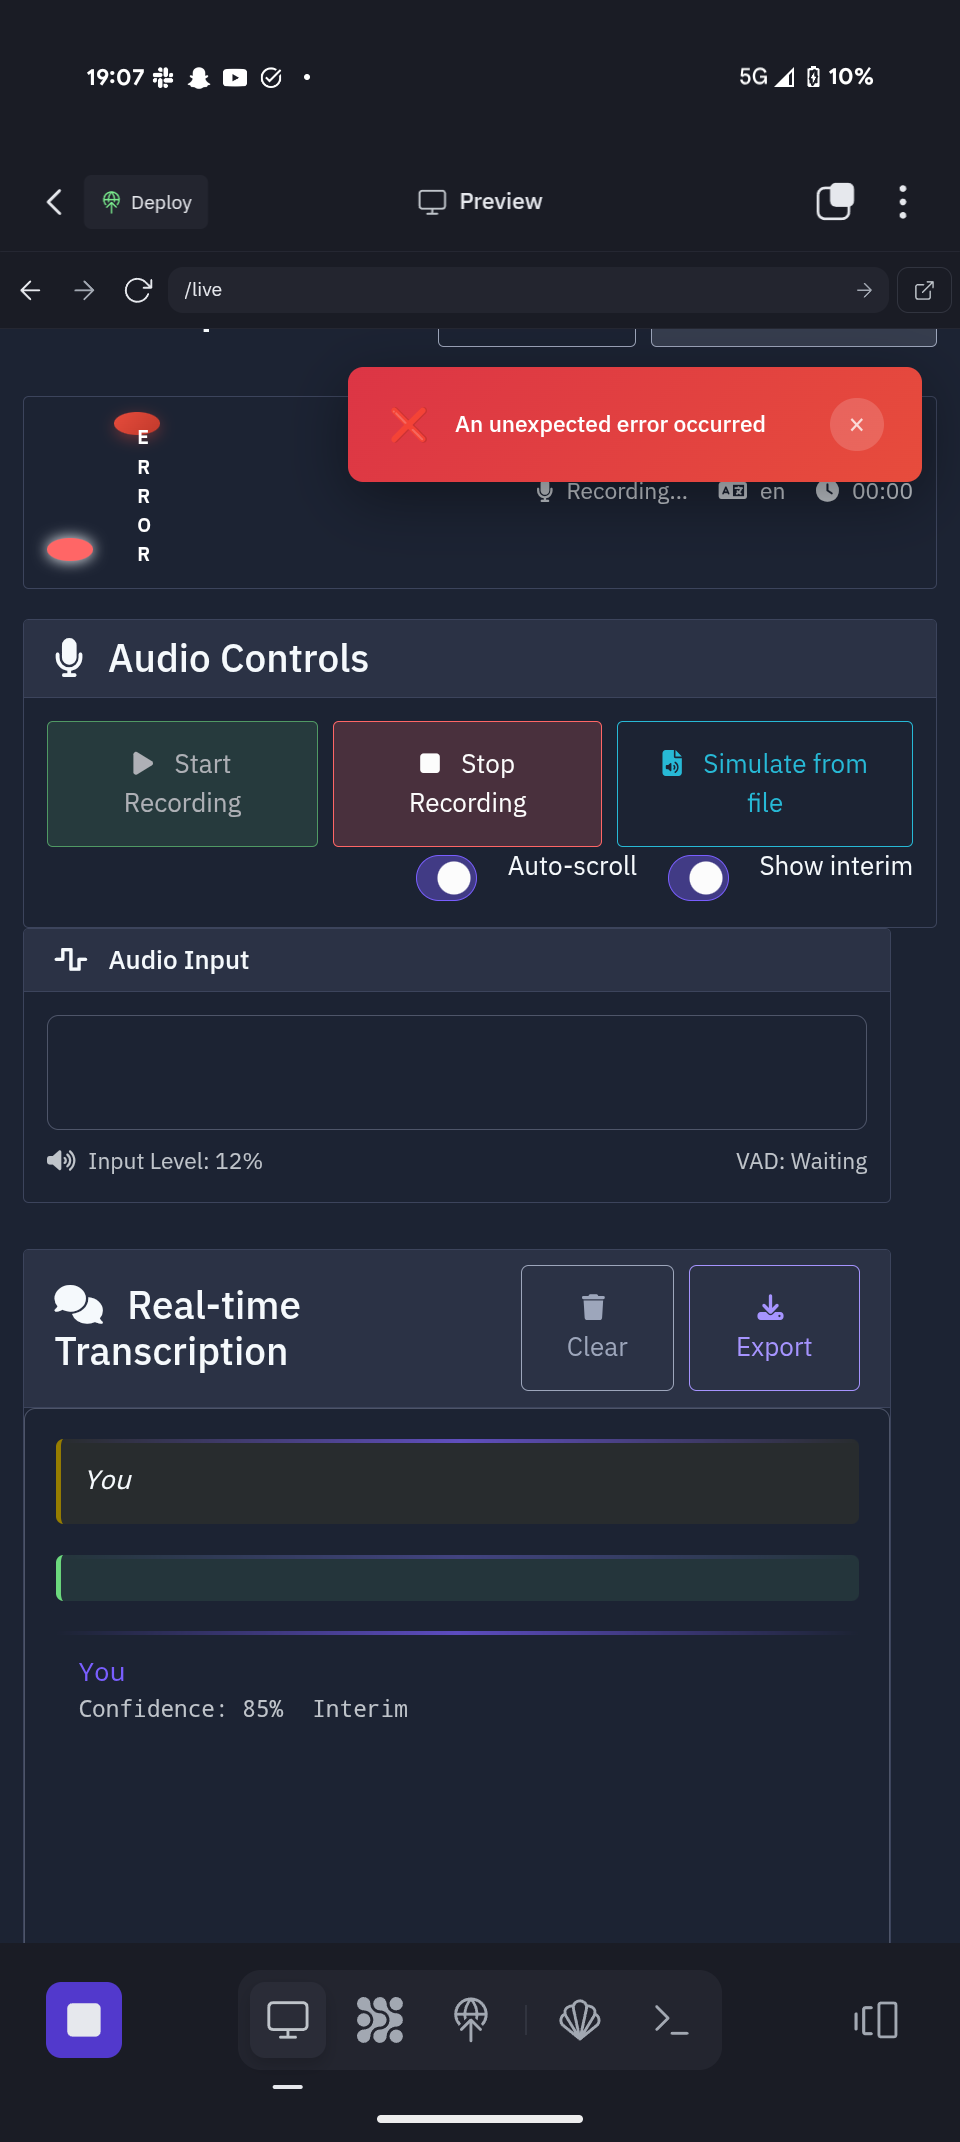 19:07
5G 10%
Deploy
Preview
/live
An unexpected error occurred
E
R
R
O
R
Recording... en 00:00
Audio Controls
Start
Recording
Stop
Recording
Simulate from
file
Auto-scroll
Show interim
Audio Input
Input Level: 12%
VAD: Waiting
Real-time
Transcription
Clear
Export
You
You
Confidence: 85% Interim